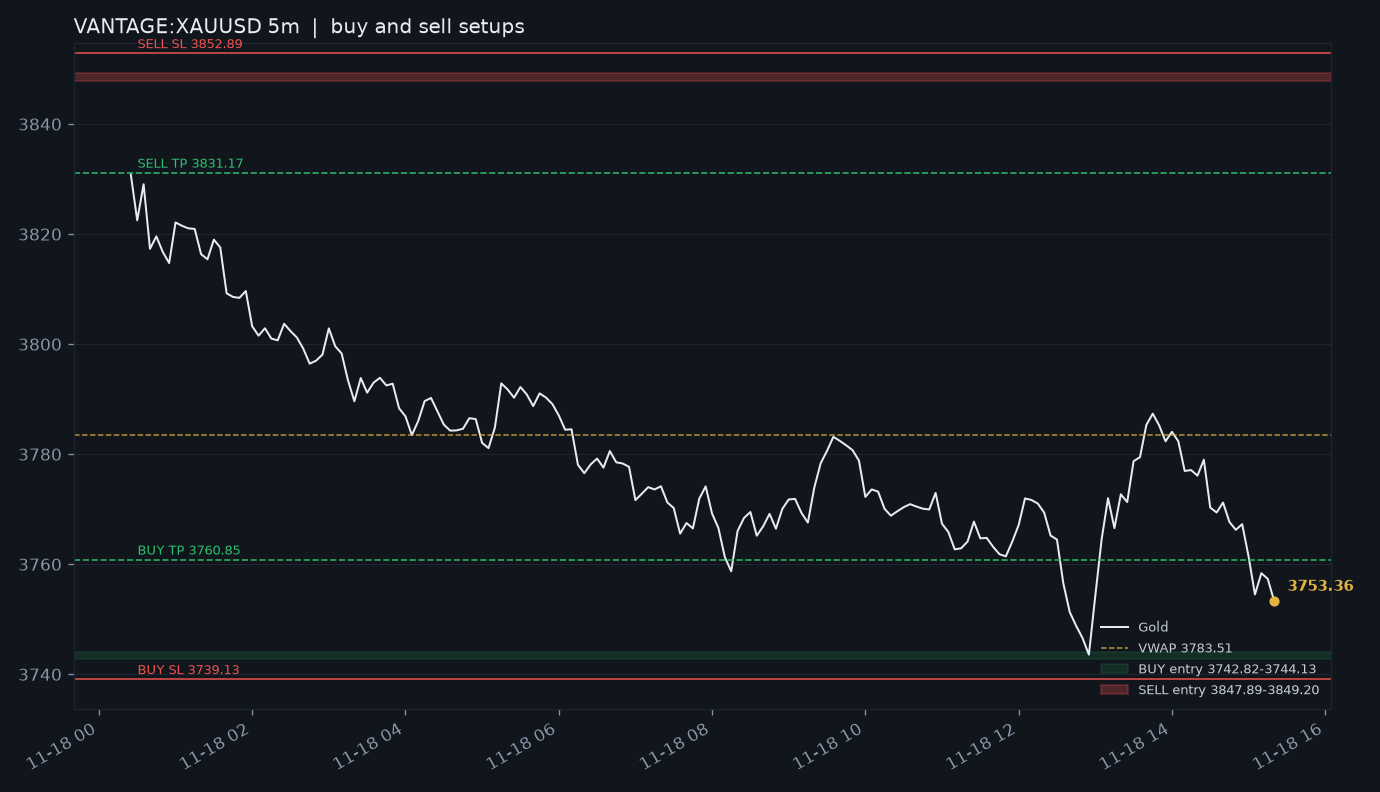 VANTAGE:XAUUSD 5m | buy and sell setups
SELL SL 3852.89
3840
SELL TP 3831.17
3820
3800
3780
BUY TP 3760.85
3760
3753.36
Gold
VWAP 3783.51
BUY entry 3742.82-3744.13
SELL entry 3847.89-3849.20
BUY SL 3739.13
3740
11-18 00
11-18 02
11-18 04
11-18 06
11-18 08
11-18 10
11-18 12
11-18 14
11-18 16